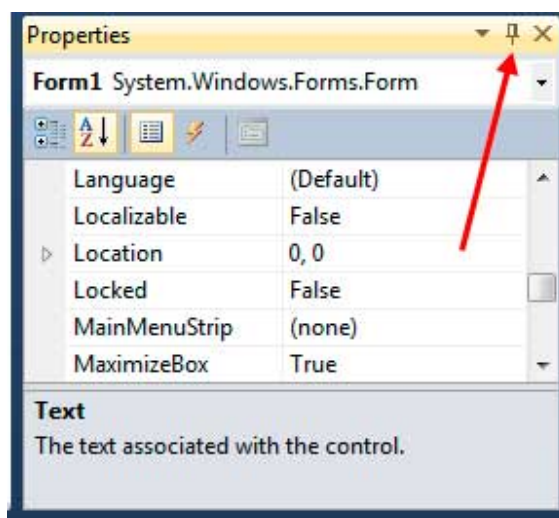 Properties
Form1 System.Windows.Forms.Form
A Z
Language (Default)
Localizable False
Location 0, 0
Locked False
MainMenuStrip (none)
MaximizeBox True
Text
The text associated with the control.